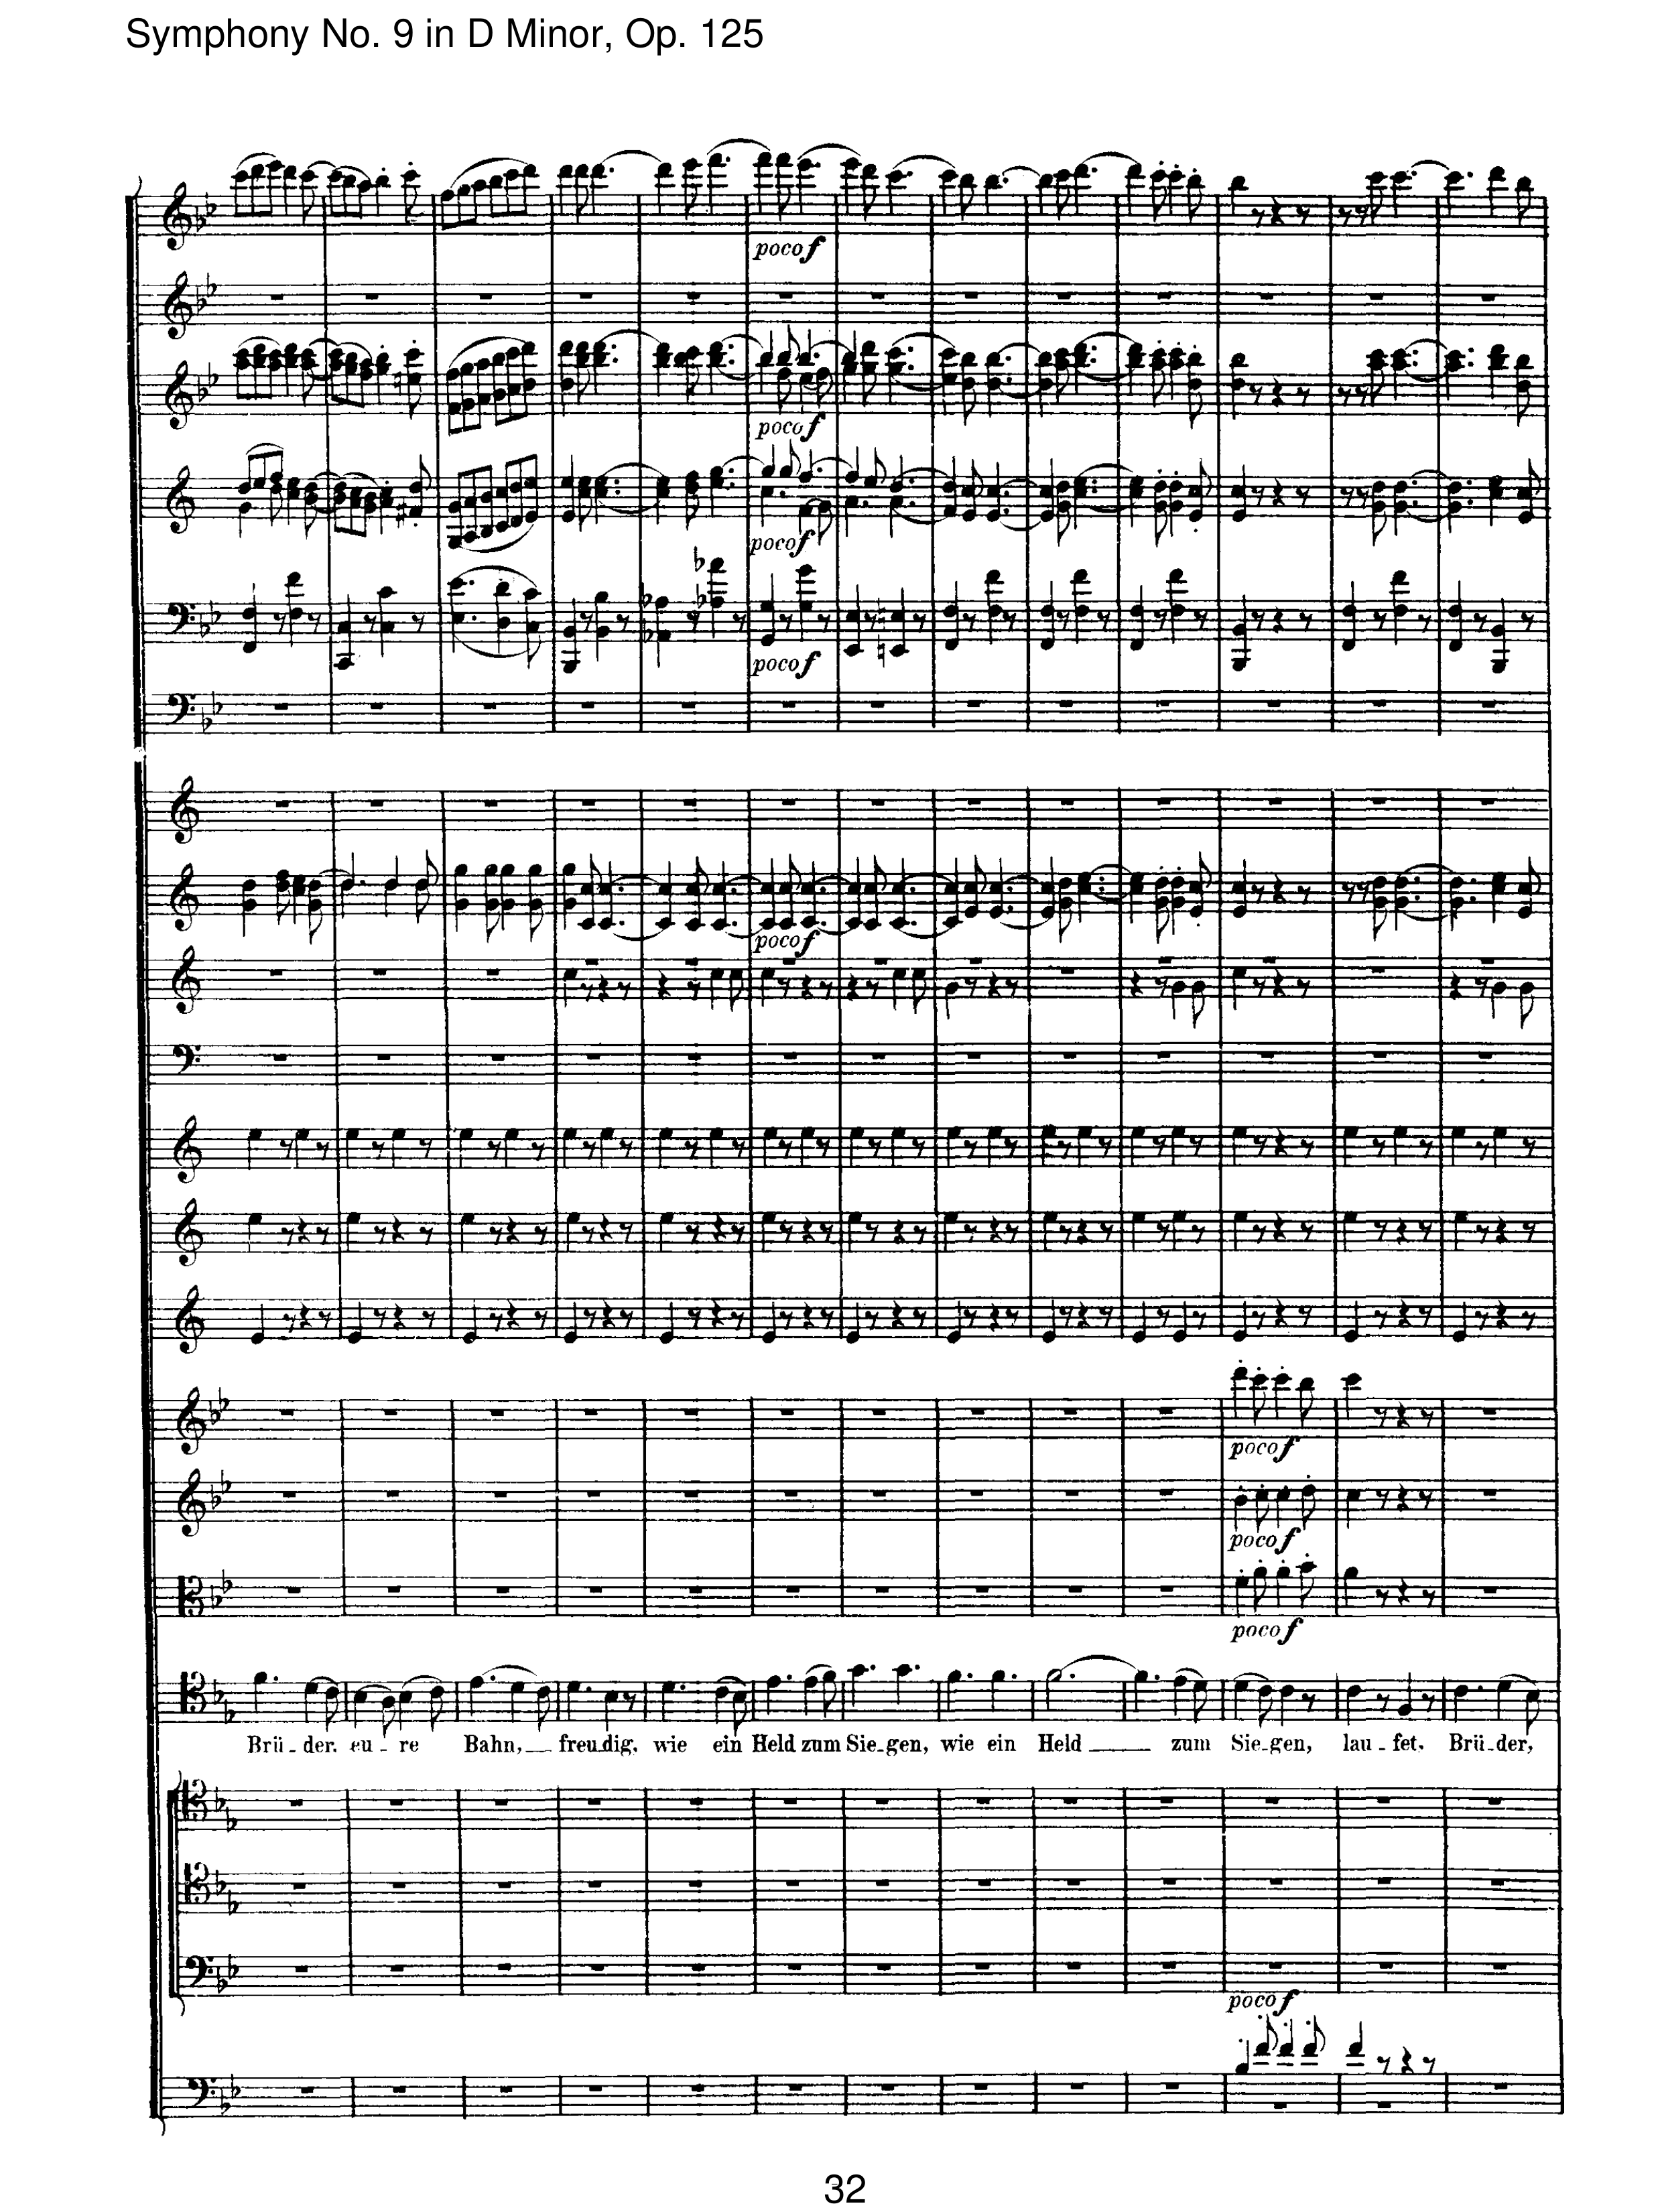 Symphony No. 9 in D Minor, Op. 125
poco f
poco f
poco f
poco f
poco f
poco f
poco f
poco f
Brü - der. eu - re Bahn, freu - dig, wie ein Held zum Sie - gen, wie ein Held zum Sie - gen, lau - fet. Brü - der,
poco f
32